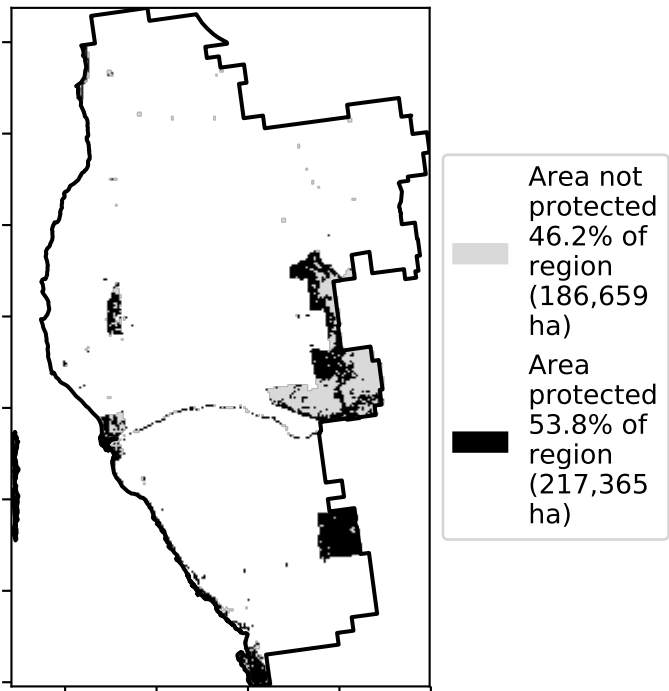 Area not
protected
46.2% of
region
(186,659
ha)
Area
protected
53.8% of
region
(217,365
ha)